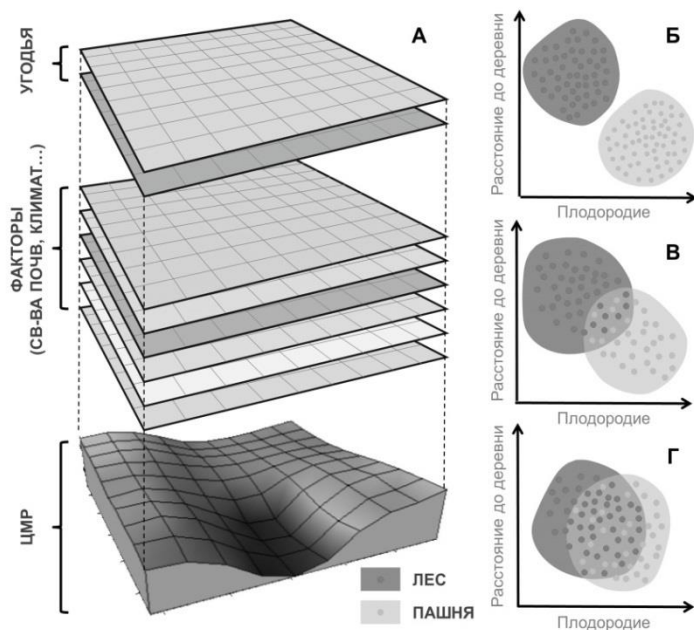 А
УГОДЬЯ
ФАКТОРЫ
(СВ-ВА ПОЧВ, КЛИМАТ...)
ЦМР
ЛЕС
ПАШНЯ
Б
Расстояние до деревни
Плодородие
В
Расстояние до деревни
Плодородие
Г
Расстояние до деревни
Плодородие